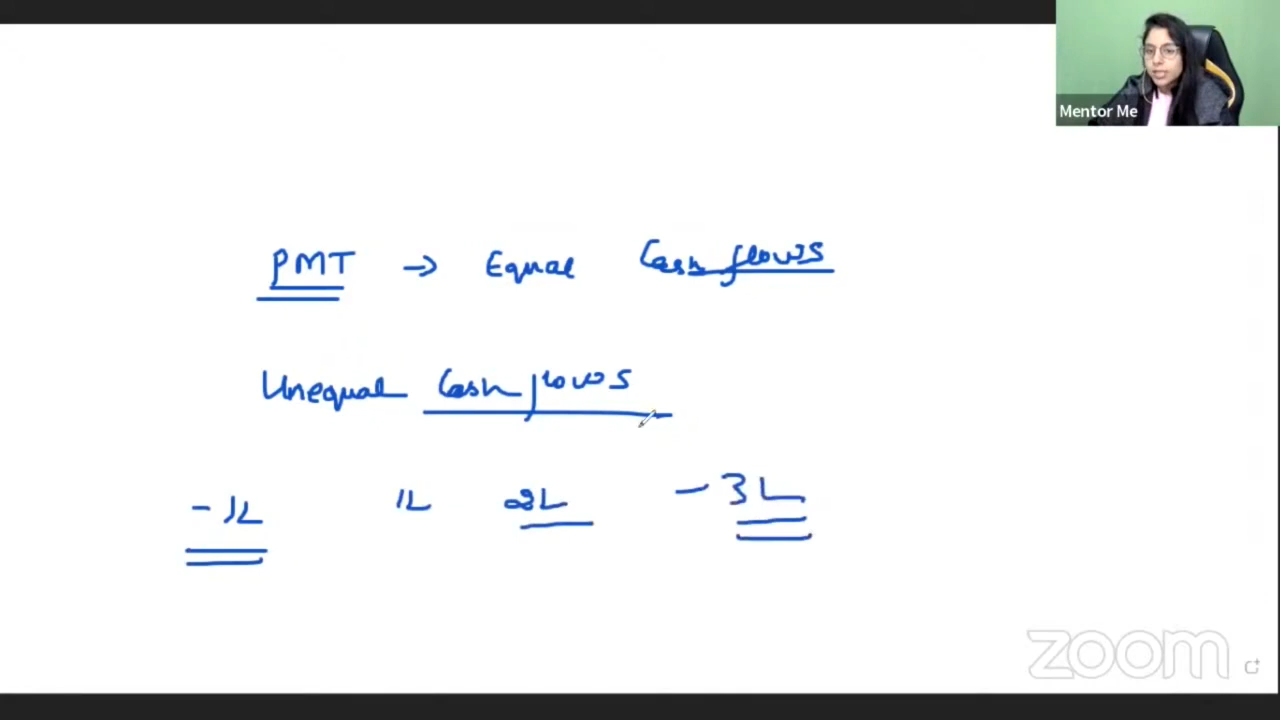 Mentor Me
PMT → Equal Cash flows
Unequal Cash flows
- 1L 1L 2L - 3L
zoom